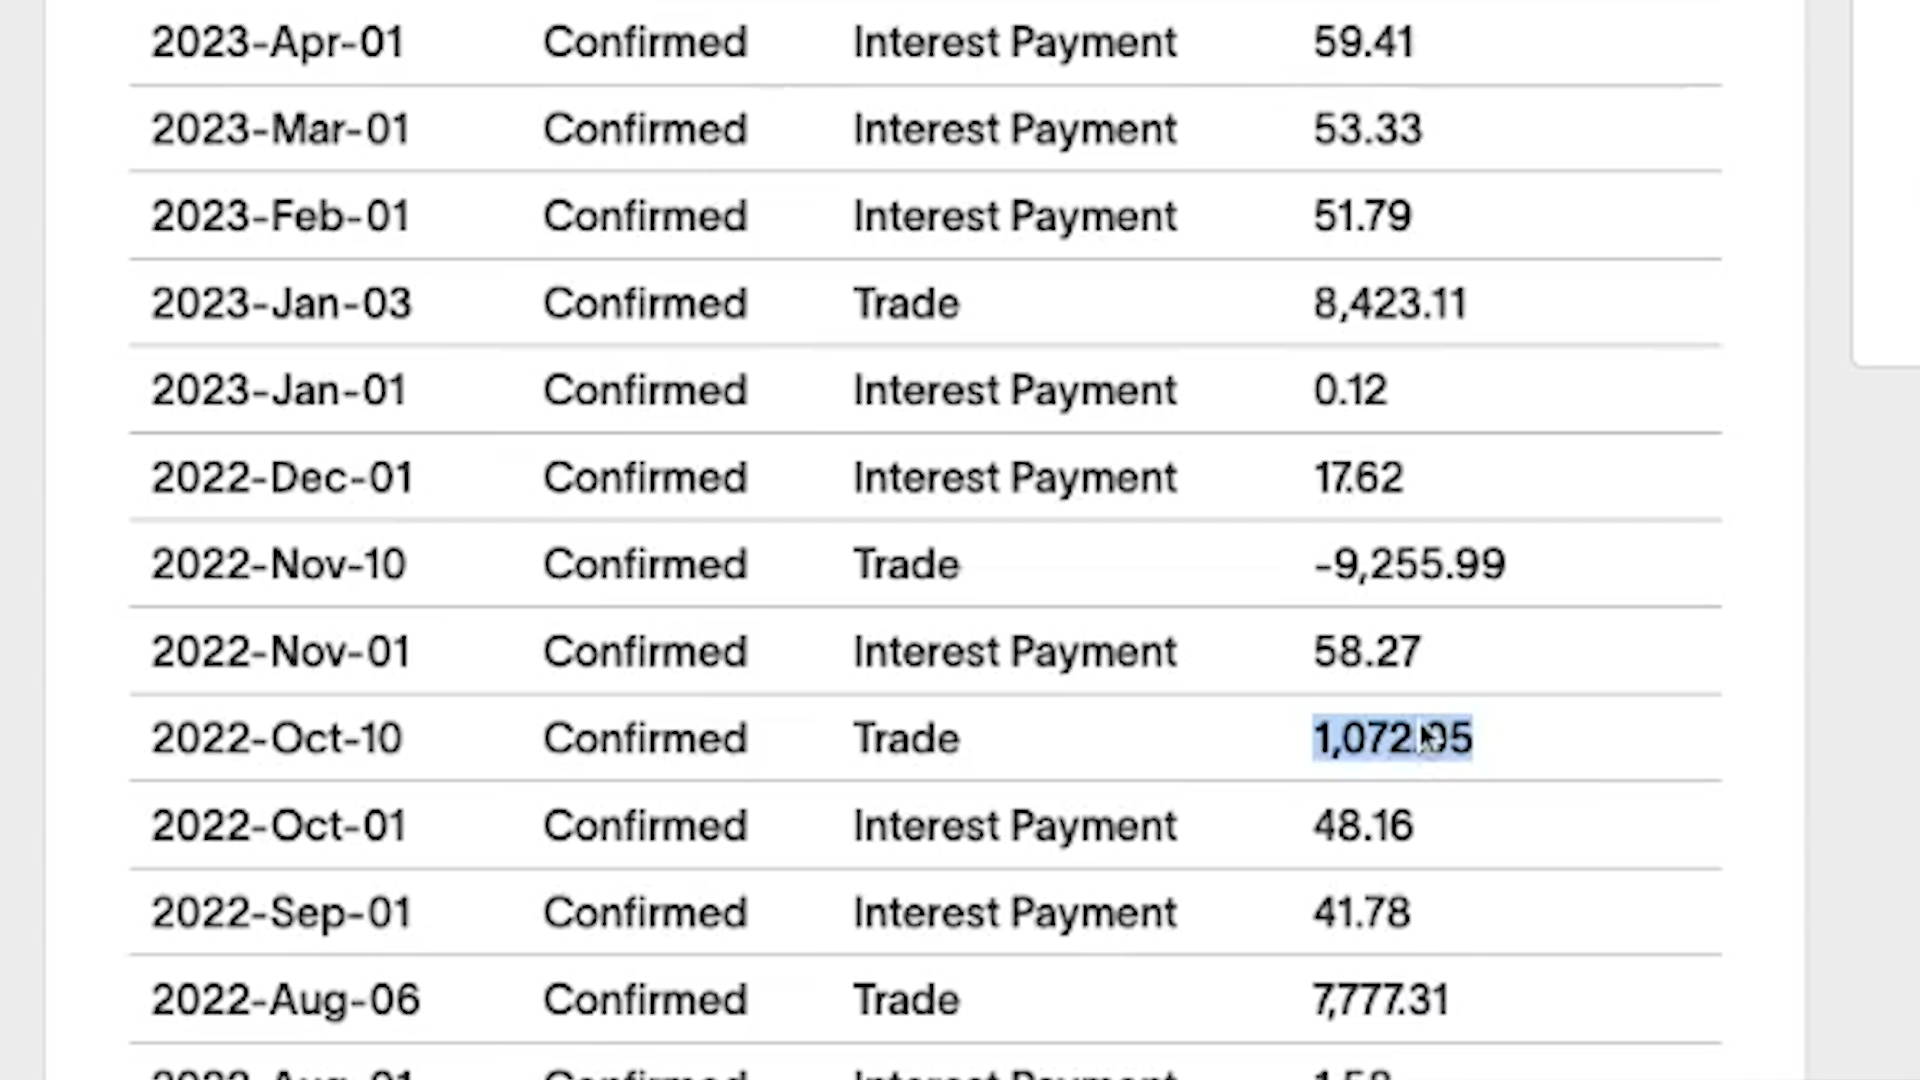 2023-Apr-01 Confirmed Interest Payment 59.41
2023-Mar-01 Confirmed Interest Payment 53.33
2023-Feb-01 Confirmed Interest Payment 51.79
2023-Jan-03 Confirmed Trade 8,423.11
2023-Jan-01 Confirmed Interest Payment 0.12
2022-Dec-01 Confirmed Interest Payment 17.62
2022-Nov-10 Confirmed Trade -9,255.99
2022-Nov-01 Confirmed Interest Payment 58.27
2022-Oct-10 Confirmed Trade
2022-Oct-01 Confirmed Interest Payment 48.16
2022-Sep-01 Confirmed Interest Payment 41.78
2022-Aug-06 Confirmed Trade 7,777.31
Confirmed Interest Payment